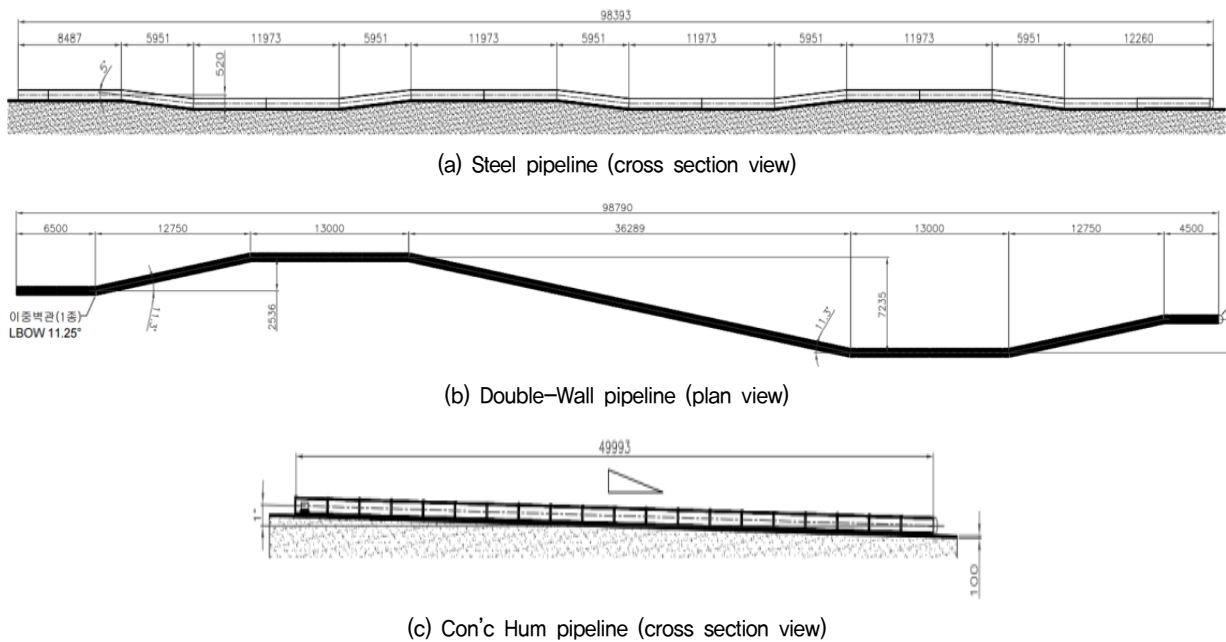 98393
8487 5951 11973 5951 11973 5951 11973 5951 11973 5951 12260
5°
520
(a) Steel pipeline (cross section view)
98790
6500 12750 13000 36289 13000 12750 4500
11.3°
2536
11.3°
7235
이중벽관(1종)
LBOW 11.25°
(b) Double-Wall pipeline (plan view)
49993
1°
100
(c) Con'c Hum pipeline (cross section view)